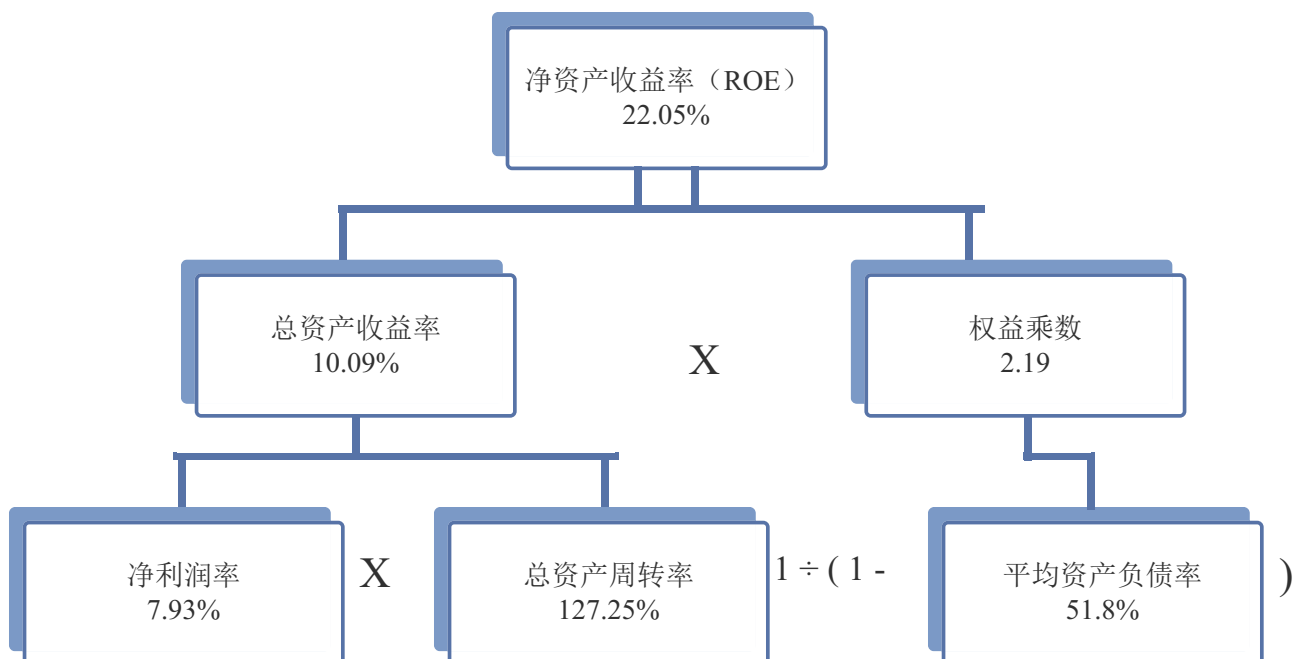 净资产收益率（ROE）
22.05%
总资产收益率
10.09%
X
权益乘数
2.19
净利润率
7.93%
X
总资产周转率
127.25%
1 ÷ ( 1 -
平均资产负债率
51.8%
)